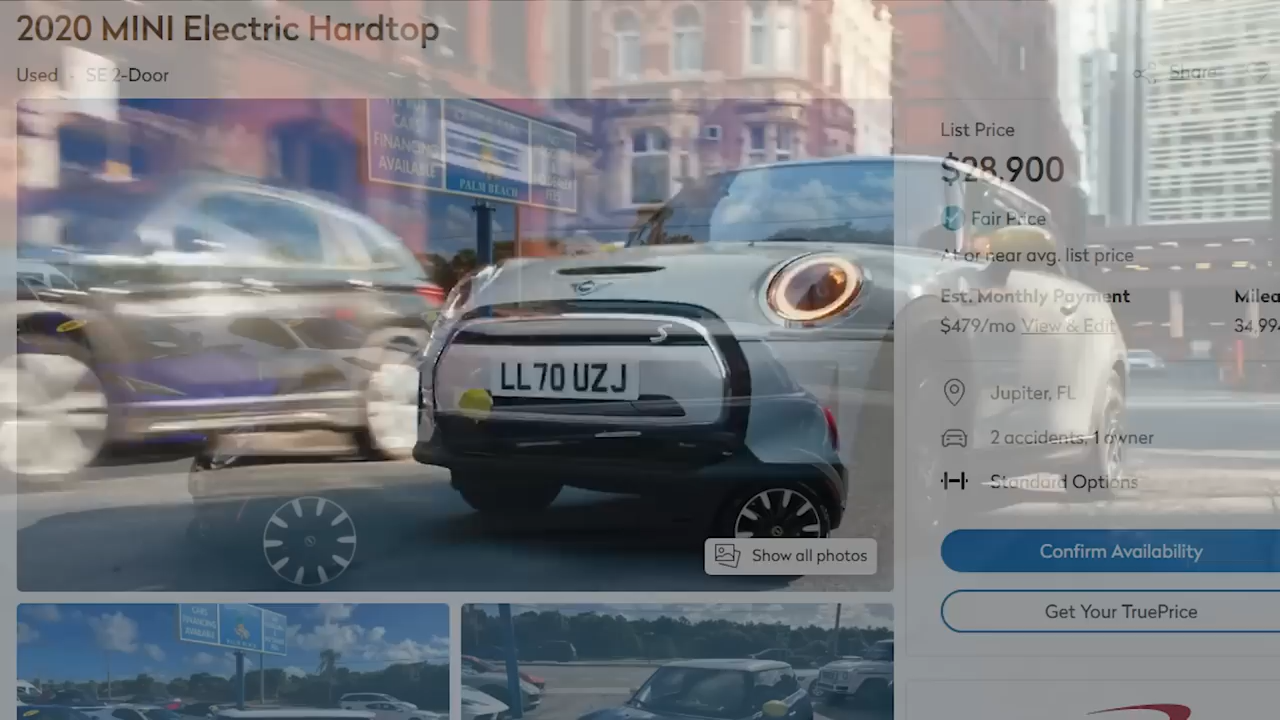 2020 MINI Electric Hardtop
Used · SE 2-Door
Share
CARS
FINANCING
AVAILABLE
PALM BEACH
List Price
$28,900
Fair Price
At or near avg. list price
Est. Monthly Payment
$479/mo View & Edit
34,99
LL70 UZJ
S
Jupiter, FL
2 accidents, 1 owner
Standard Options
Show all photos
Confirm Availability
Get Your TruePrice
CARS
FINANCING
AVAILABLE